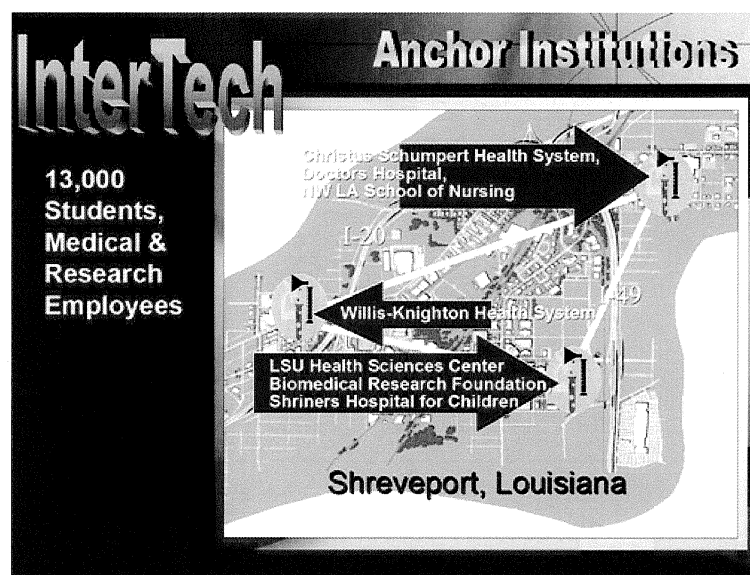 InterTech
Anchor Institutions
13,000
Students,
Medical &
Research
Employees
Christus Schumpert Health System,
Doctors Hospital,
NW LA School of Nursing
I-20
I-49
Willis-Knighton Health System
LSU Health Sciences Center
Biomedical Research Foundation,
Shriners Hospital for Children
Shreveport, Louisiana